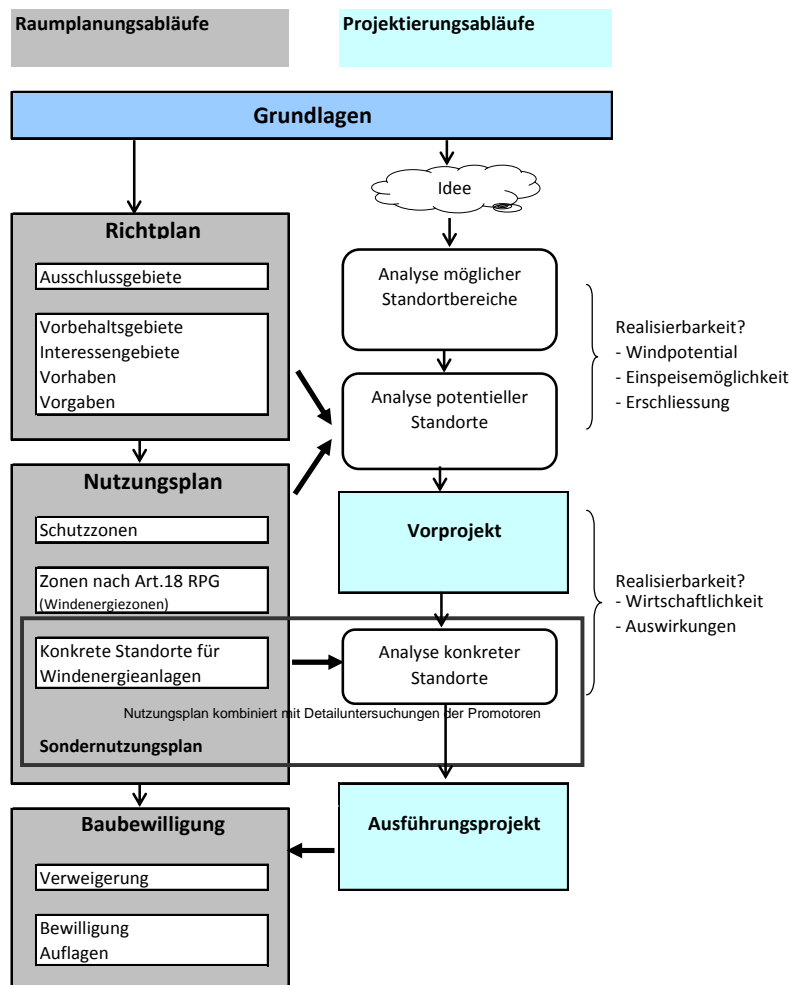 Raumplanungsabläufe
Projektierungsabläufe
Grundlagen
Idee
Richtplan
Ausschlussgebiete
Vorbehaltsgebiete
Interessengebiete
Vorhaben
Vorgaben
Analyse möglicher
Standortbereiche
Analyse potentieller
Standorte
Realisierbarkeit?
- Windpotential
- Einspeisemöglichkeit
- Erschliessung
Nutzungsplan
Schutzzonen
Zonen nach Art.18 RPG
(Windenergiezonen)
Konkrete Standorte für
Windenergieanlagen
Vorprojekt
Analyse konkreter
Standorte
Realisierbarkeit?
- Wirtschaftlichkeit
- Auswirkungen
Nutzungsplan kombiniert mit Detailuntersuchungen der Promotoren
Sondernutzungsplan
Baubewilligung
Verweigerung
Bewilligung
Auflagen
Ausführungsprojekt